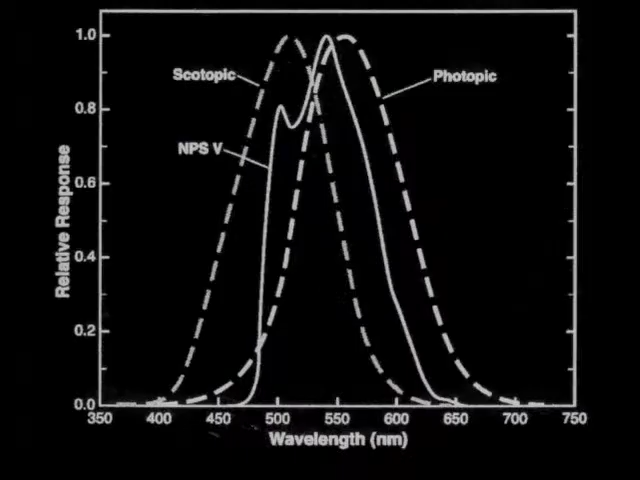 1.0
0.8
0.6
0.4
0.2
0.0
Relative Response
Scotopic
Photopic
NPS V
350 400 450 500 550 600 650 700 750
Wavelength (nm)